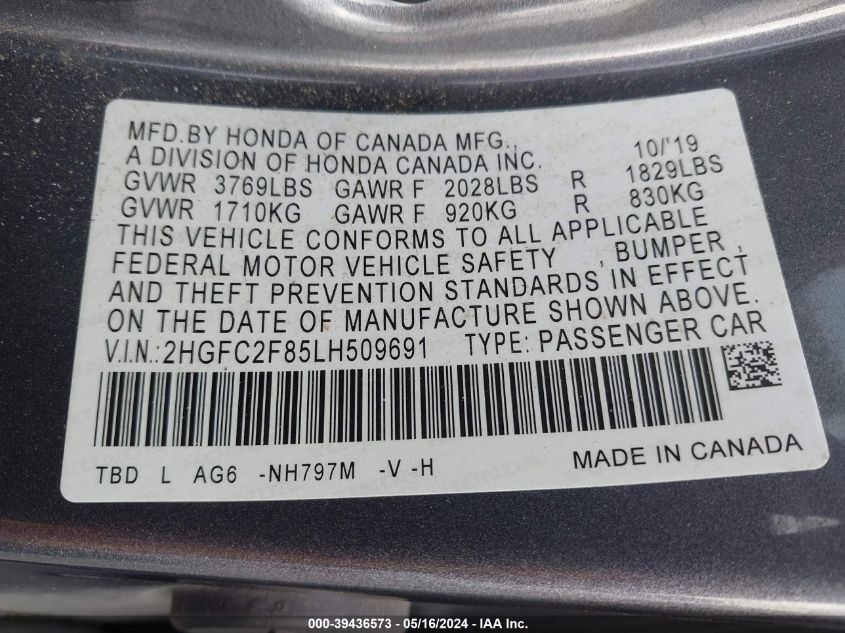 MFD.BY HONDA OF CANADA MFG., 10/'19
A DIVISION OF HONDA CANADA INC.
GVWR 3769LBS GAWR F 2028LBS R 1829LBS
GVWR 1710KG GAWR F 920KG R 830KG
THIS VEHICLE CONFORMS TO ALL APPLICABLE
FEDERAL MOTOR VEHICLE SAFETY , BUMPER ,
AND THEFT PREVENTION STANDARDS IN EFFECT
ON THE DATE OF MANUFACTURE SHOWN ABOVE.
V.I.N.:2HGFC2F85LH509691 TYPE: PASSENGER CAR
TBD L AG6 -NH797M -V -H MADE IN CANADA
000-39436573 - 05/16/2024 - IAA Inc.